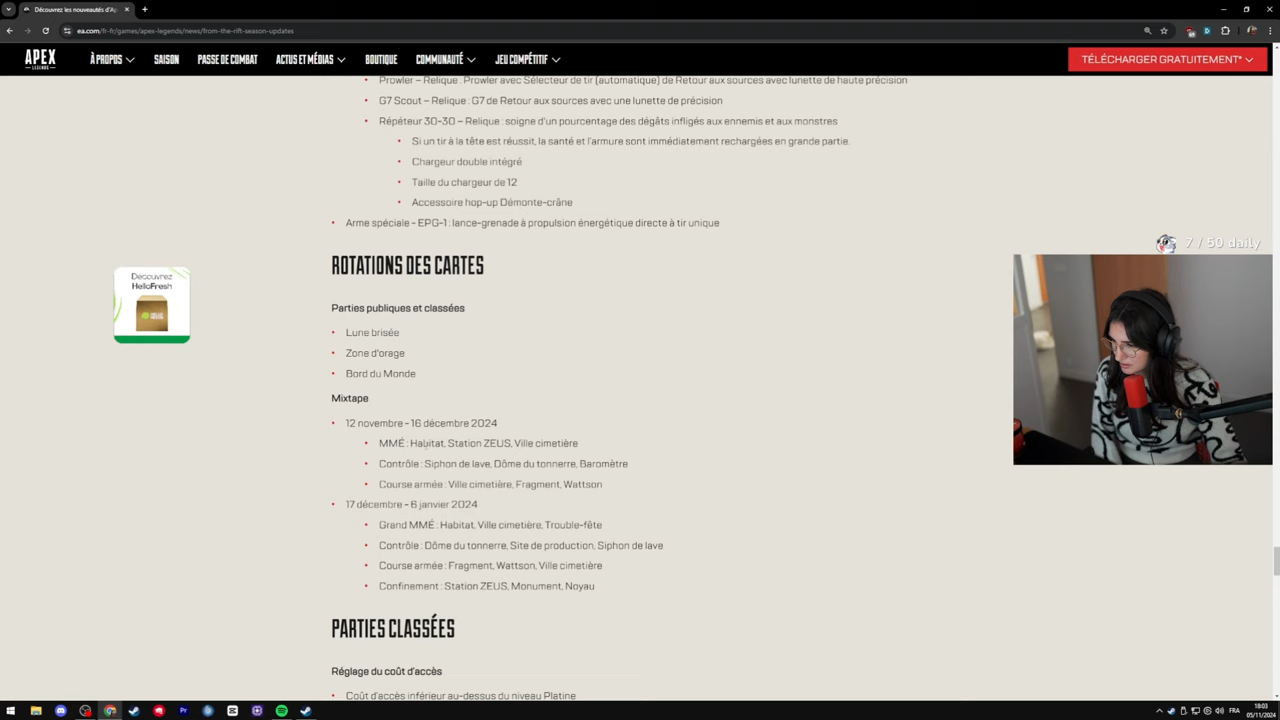 Découvrez les nouveautés d'Ap
ea.com/fr-fr/games/apex-legends/news/from-the-rift-season-updates
APEX
LEGENDS
À PROPOS
SAISON
PASSE DE COMBAT
ACTUS ET MÉDIAS
BOUTIQUE
COMMUNAUTÉ
JEU COMPÉTITIF
TÉLÉCHARGER GRATUITEMENT*
Prowler – Relique : Prowler avec Sélecteur de tir (automatique) de Retour aux sources avec lunette de haute précision
G7 Scout – Relique : G7 de Retour aux sources avec une lunette de précision
Répéteur 30-30 – Relique : soigne d'un pourcentage des dégâts infligés aux ennemis et aux monstres
Si un tir à la tête est réussit, la santé et l'armure sont immédiatement rechargées en grande partie.
Chargeur double intégré
Taille du chargeur de 12
Accessoire hop-up Démonte-crâne
Arme spéciale - EPG-1 : lance-grenade à propulsion énergétique directe à tir unique
7 / 50 daily
ROTATIONS DES CARTES
Découvrez
HelloFresh
Parties publiques et classées
Lune brisée
Zone d'orage
Bord du Monde
Mixtape
12 novembre - 16 décembre 2024
MMÉ : Habitat, Station ZEUS, Ville cimetière
Contrôle : Siphon de lave, Dôme du tonnerre, Baromètre
Course armée : Ville cimetière, Fragment, Wattson
17 décembre - 6 janvier 2024
Grand MMÉ : Habitat, Ville cimetière, Trouble-fête
Contrôle : Dôme du tonnerre, Site de production, Siphon de lave
Course armée : Fragment, Wattson, Ville cimetière
Confinement : Station ZEUS, Monument, Noyau
PARTIES CLASSÉES
Réglage du coût d'accès
Coût d'accès inférieur au-dessus du niveau Platine
FRA
18:03
05/11/2024